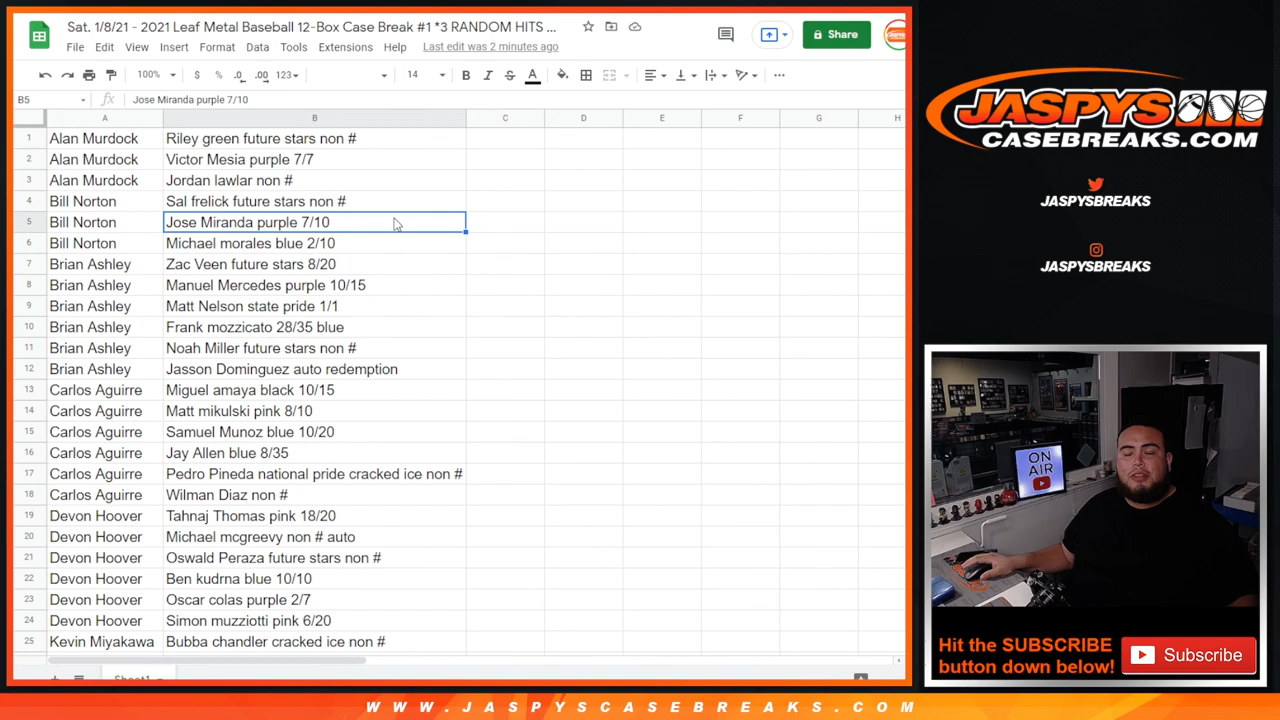 Sat. 1/8/21 - 2021 Leaf Metal Baseball 12-Box Case Break #1 *3 RANDOM HITS ...
Share
File Edit View Insert Format Data Tools Extensions Help Last edit was 2 minutes ago
100% $ % .0 .00 123 14 B I S A
B5 fx Jose Miranda purple 7/10
A B C D E F G H
1 Alan Murdock Riley green future stars non #
2 Alan Murdock Victor Mesia purple 7/7
3 Alan Murdock Jordan lawlar non #
4 Bill Norton Sal frelick future stars non #
5 Bill Norton Jose Miranda purple 7/10
6 Bill Norton Michael morales blue 2/10
7 Brian Ashley Zac Veen future stars 8/20
8 Brian Ashley Manuel Mercedes purple 10/15
9 Brian Ashley Matt Nelson state pride 1/1
10 Brian Ashley Frank mozzicato 28/35 blue
11 Brian Ashley Noah Miller future stars non #
12 Brian Ashley Jasson Dominguez auto redemption
13 Carlos Aguirre Miguel amaya black 10/15
14 Carlos Aguirre Matt mikulski pink 8/10
15 Carlos Aguirre Samuel Munoz blue 10/20
16 Carlos Aguirre Jay Allen blue 8/35
17 Carlos Aguirre Pedro Pineda national pride cracked ice non #
18 Carlos Aguirre Wilman Diaz non #
19 Devon Hoover Tahnaj Thomas pink 18/20
20 Devon Hoover Michael mcgreevy non # auto
21 Devon Hoover Oswald Peraza future stars non #
22 Devon Hoover Ben kudrna blue 10/10
23 Devon Hoover Oscar colas purple 2/7
24 Devon Hoover Simon muzziotti pink 6/20
25 Kevin Miyakawa Bubba chandler cracked ice non #
Sheet1
JASPYS
CASEBREAKS.COM
JASPYSBREAKS
JASPYSBREAKS
ON
AIR
Hit the SUBSCRIBE
button down below!
Subscribe
WWW.JASPYSCASEBREAKS.COM